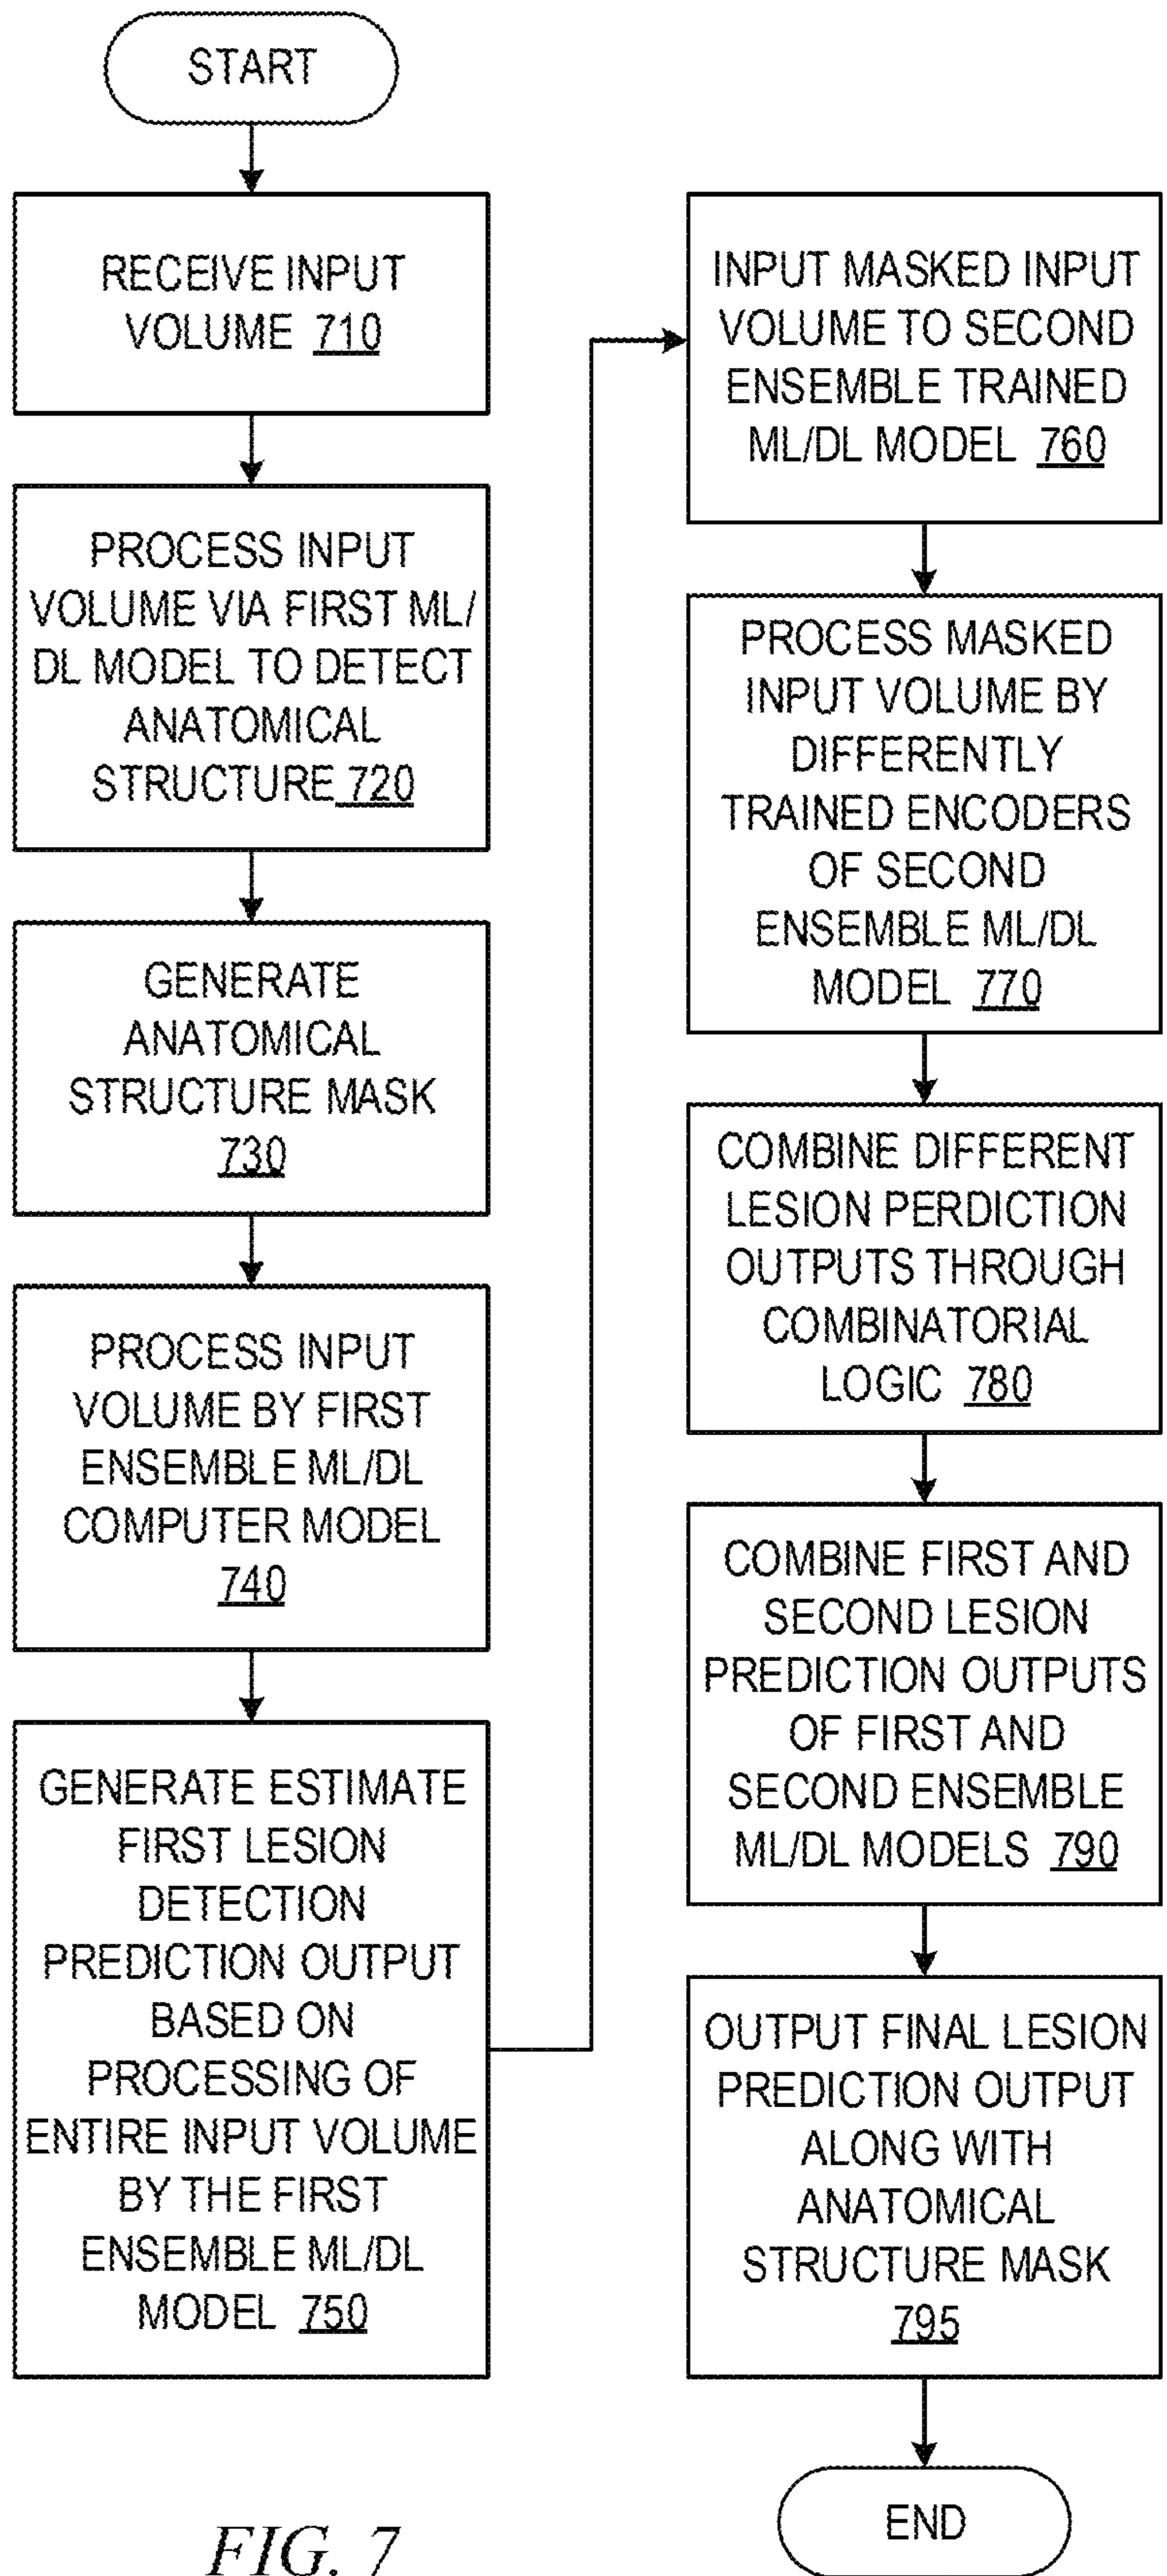 START
RECEIVE INPUT
VOLUME 710
PROCESS INPUT
VOLUME VIA FIRST ML/
DL MODEL TO DETECT
ANATOMICAL
STRUCTURE 720
GENERATE
ANATOMICAL
STRUCTURE MASK
730
PROCESS INPUT
VOLUME BY FIRST
ENSEMBLE ML/DL
COMPUTER MODEL
740
GENERATE ESTIMATE
FIRST LESION
DETECTION
PREDICTION OUTPUT
BASED ON
PROCESSING OF
ENTIRE INPUT VOLUME
BY THE FIRST
ENSEMBLE ML/DL
MODEL 750
INPUT MASKED INPUT
VOLUME TO SECOND
ENSEMBLE TRAINED
ML/DL MODEL 760
PROCESS MASKED
INPUT VOLUME BY
DIFFERENTLY
TRAINED ENCODERS
OF SECOND
ENSEMBLE ML/DL
MODEL 770
COMBINE DIFFERENT
LESION PERDICTION
OUTPUTS THROUGH
COMBINATORIAL
LOGIC 780
COMBINE FIRST AND
SECOND LESION
PREDICTION OUTPUTS
OF FIRST AND
SECOND ENSEMBLE
ML/DL MODELS 790
OUTPUT FINAL LESION
PREDICTION OUTPUT
ALONG WITH
ANATOMICAL
STRUCTURE MASK
795
END
FIG. 7